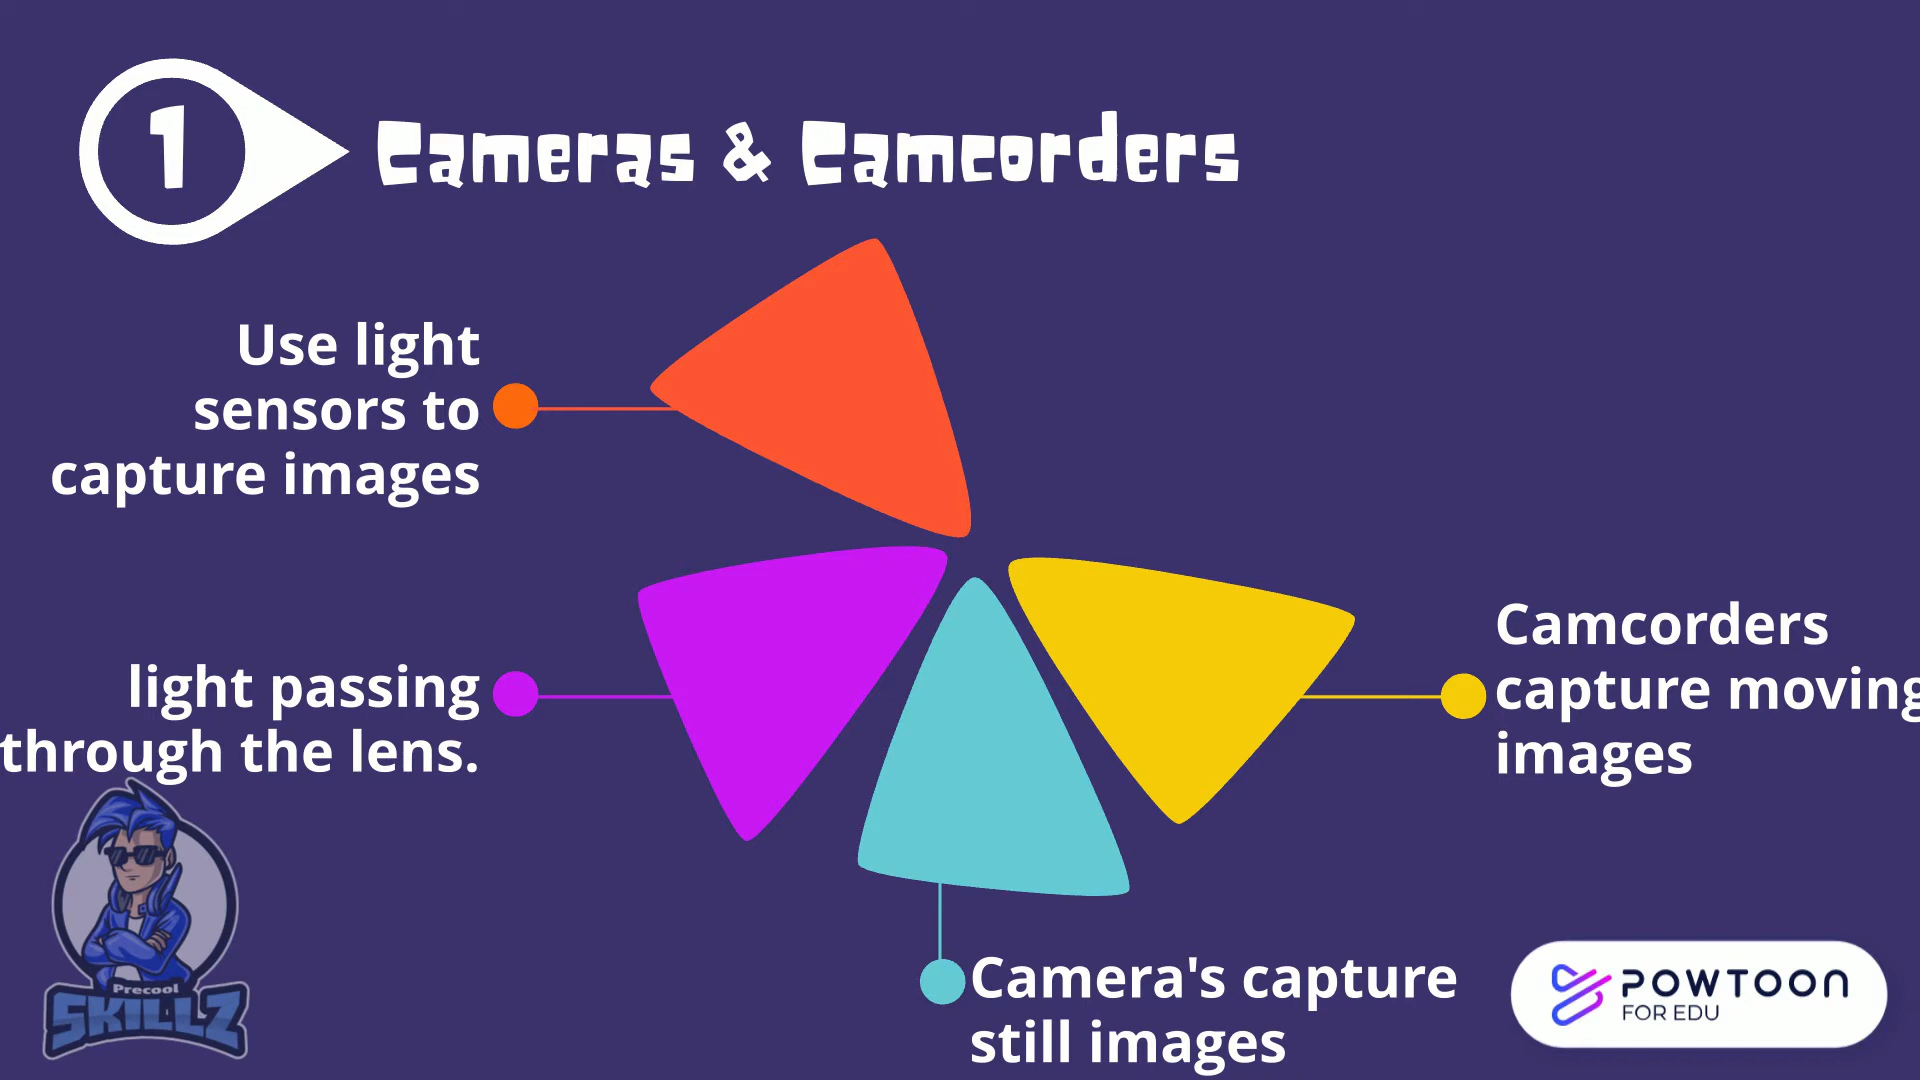 1
Cameras & Camcorders
Use light
sensors to
capture images
light passing
through the lens.
Camera's capture
still images
Camcorders
capture moving
images
Precool
SKILLZ
POWTOON
FOR EDU